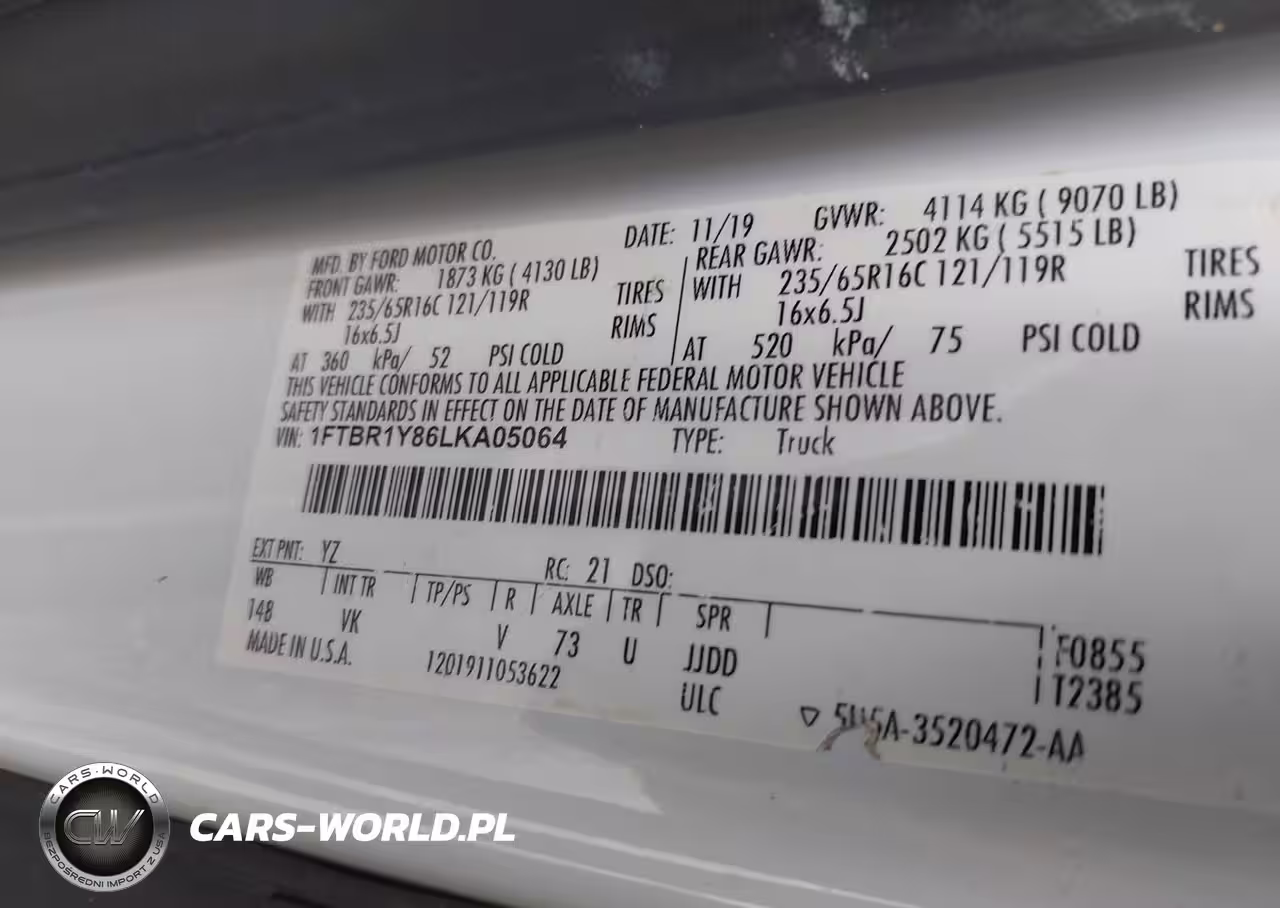 MFD. BY FORD MOTOR CO. DATE: 11/19 GVWR: 4114 KG ( 9070 LB)
FRONT GAWR: 1873 KG ( 4130 LB) REAR GAWR: 2502 KG ( 5515 LB)
WITH 235/65R16C 121/119R TIRES WITH 235/65R16C 121/119R TIRES
16x6.5J RIMS 16x6.5J RIMS
AT 360 kPa/ 52 PSI COLD AT 520 kPa/ 75 PSI COLD
THIS VEHICLE CONFORMS TO ALL APPLICABLE FEDERAL MOTOR VEHICLE
SAFETY STANDARDS IN EFFECT ON THE DATE OF MANUFACTURE SHOWN ABOVE.
VIN: 1FTBR1Y86LKA05064 TYPE: Truck
EXT PNT: YZ RC: 21 DSO:
WB INT TR TP/PS R AXLE TR SPR
148 VK V 73 U JJDD F0855
MADE IN U.S.A. 1201911053622 ULC T2385
3520472-AA
CARS-WORLD
CW
BEZPOŚREDNI IMPORT Z USA
CARS-WORLD.PL